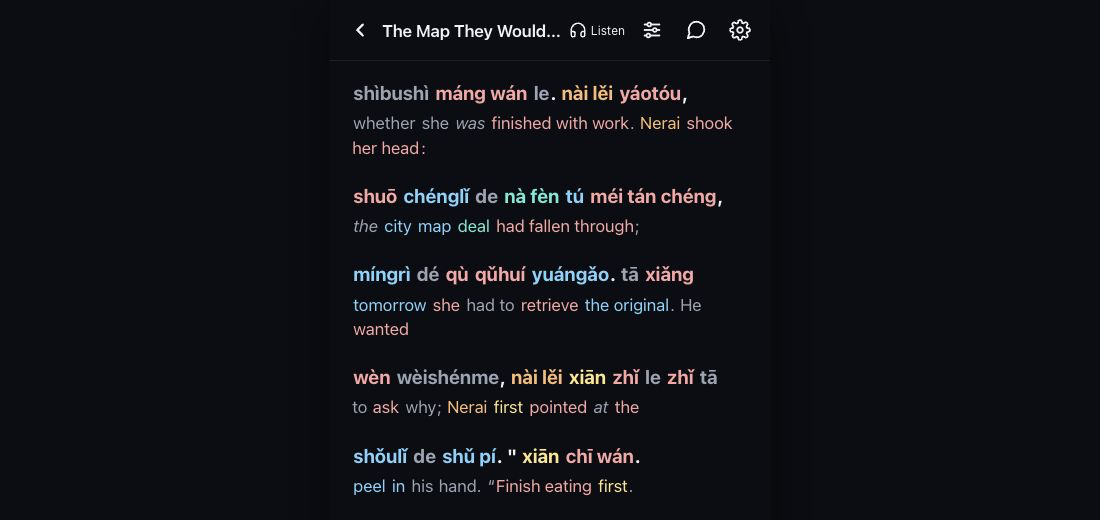 The Map They Would... Listen
shìbushì máng wán le. nài lěi yáotóu,
whether she was finished with work. Nerai shook
her head:
shuō chénglǐ de nà fèn tú méi tán chéng,
the city map deal had fallen through;
míngrì dé qù qǔhuí yuángǎo. tā xiǎng
tomorrow she had to retrieve the original. He
wanted
wèn wèishénme, nài lěi xiān zhǐ le zhǐ tā
to ask why; Nerai first pointed at the
shǒulǐ de shǔ pí. " xiān chī wán.
peel in his hand. “Finish eating first.